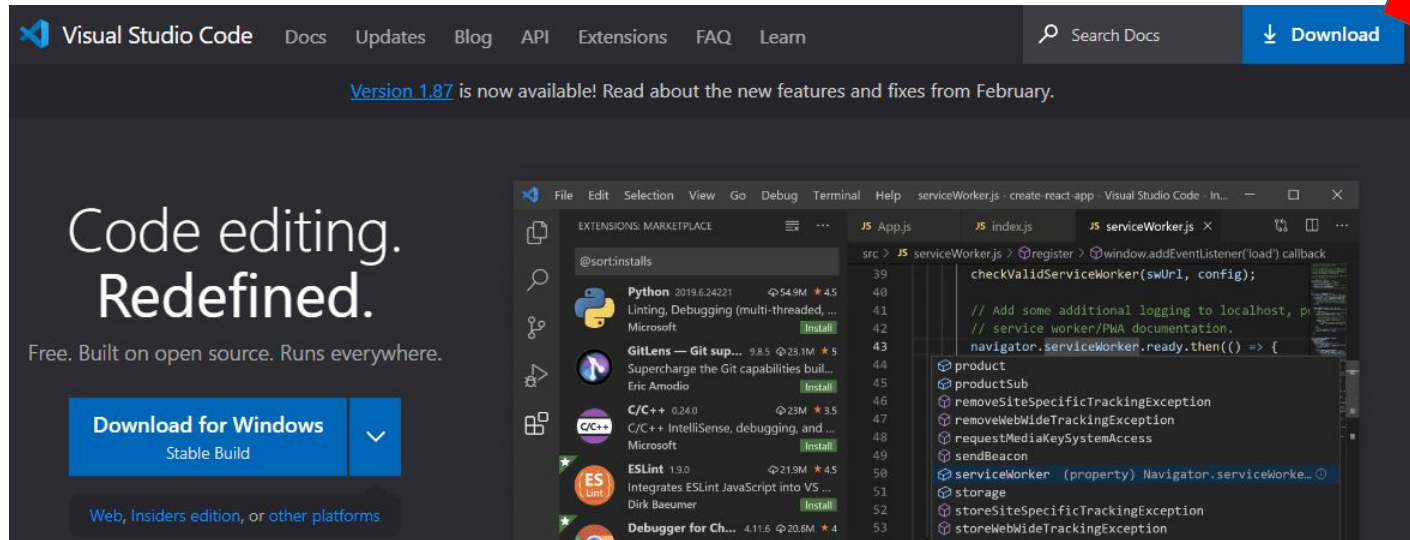 Visual Studio Code Docs Updates Blog API Extensions FAQ Learn Search Docs Download
Version 1.87 is now available! Read about the new features and fixes from February.
Code editing.
Redefined.
Free. Built on open source. Runs everywhere.
Download for Windows
Stable Build
Web, Insiders edition, or other platforms
File Edit Selection View Go Debug Terminal Help serviceWorker.js - create-react-app - Visual Studio Code - In...
EXTENSIONS: MARKETPLACE
@sort:installs
Python 2019.6.24221 54.9M ★ 4.5
Linting, Debugging (multi-threaded, ...
Microsoft Install
GitLens — Git sup... 9.8.5 23.1M ★ 5
Supercharge the Git capabilities buil...
Eric Amodio Install
C/C++ 0.24.0 23M ★ 3.5
C/C++
C/C++ IntelliSense, debugging, and ...
Microsoft Install
ESLint 1.9.0 21.9M ★ 4.5
ES
Lint
Integrates ESLint JavaScript into VS ...
Dirk Baeumer Install
Debugger for Ch... 4.11.6 20.6M ★ 4
JS App.js JS index.js JS serviceWorker.js ×
src > JS serviceWorker.js > register > window.addEventListener('load') callback
39 checkValidServiceWorker(swUrl, config);
40
41 // Add some additional logging to localhost, p
42 // service worker/PWA documentation.
43 navigator.serviceWorker.ready.then(() => {
44 product
45 productSub
46 removeSiteSpecificTrackingException
47 removeWebWideTrackingException
48 requestMediaKeySystemAccess
49 sendBeacon
50 serviceWorker (property) Navigator.serviceWorke...
51 storage
52 storeSiteSpecificTrackingException
53 storeWebWideTrackingException